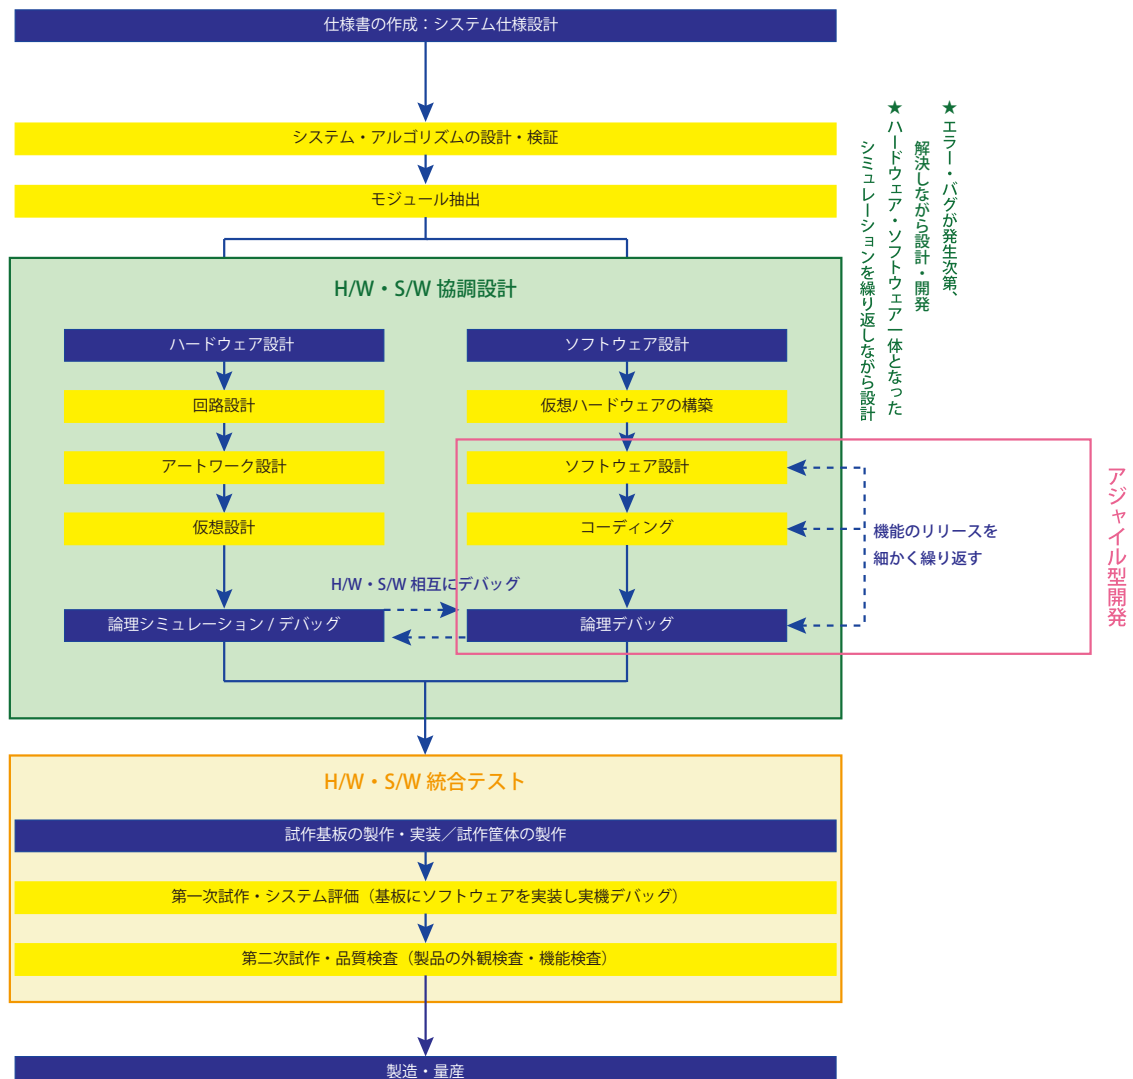 仕様書の作成：システム仕様設計
システム・アルゴリズムの設計・検証
モジュール抽出
★エラー・バグが発生次第、
解決しながら設計・開発
★ハードウェア・ソフトウェア一体となった
シミュレーションを繰り返しながら設計
H/W・S/W 協調設計
ハードウェア設計
回路設計
アートワーク設計
仮想設計
論理シミュレーション / デバッグ
ソフトウェア設計
仮想ハードウェアの構築
ソフトウェア設計
コーディング
論理デバッグ
H/W・S/W 相互にデバッグ
機能のリリースを
細かく繰り返す
アジャイル型開発
H/W・S/W 統合テスト
試作基板の製作・実装／試作筐体の製作
第一次試作・システム評価（基板にソフトウェアを実装し実機デバッグ）
第二次試作・品質検査（製品の外観検査・機能検査）
製造・量産